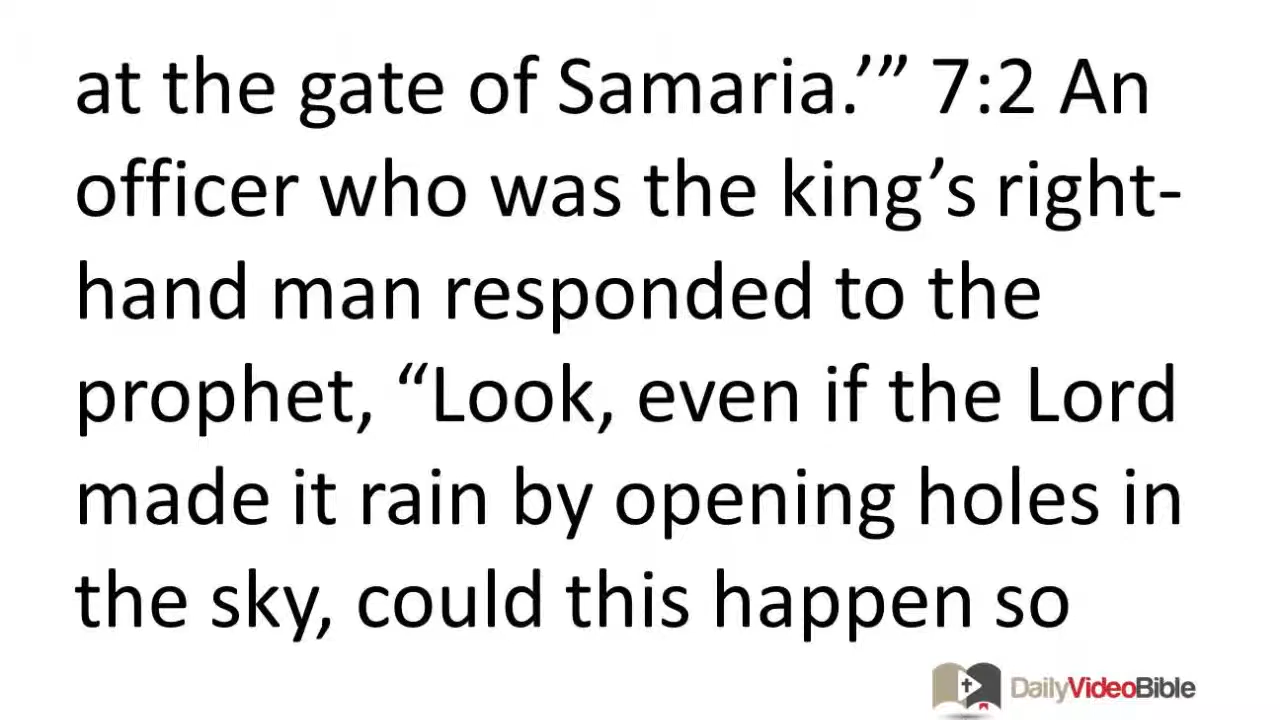 at the gate of Samaria.’” 7:2 An
officer who was the king’s right-
hand man responded to the
prophet, “Look, even if the Lord
made it rain by opening holes in
the sky, could this happen so
DailyVideoBible